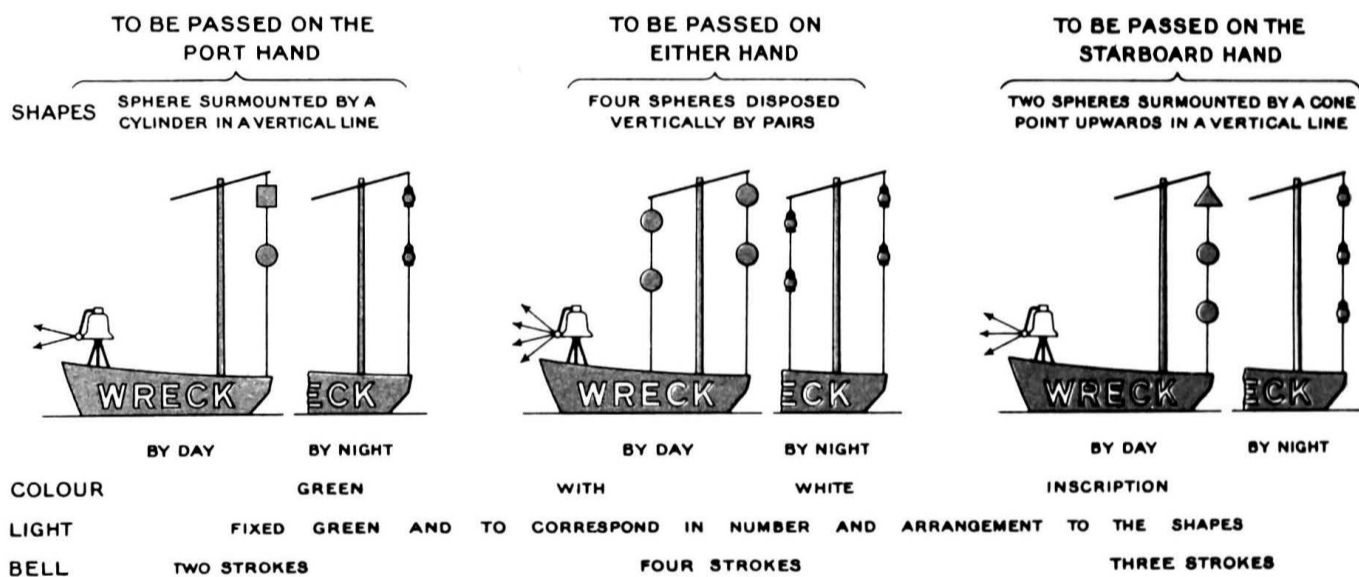 TO BE PASSED ON THE
PORT HAND
TO BE PASSED ON
EITHER HAND
TO BE PASSED ON THE
STARBOARD HAND
SHAPES
SPHERE SURMOUNTED BY A
CYLINDER IN A VERTICAL LINE
FOUR SPHERES DISPOSED
VERTICALLY BY PAIRS
TWO SPHERES SURMOUNTED BY A CONE
POINT UPWARDS IN A VERTICAL LINE
WRECK
ECK
WRECK
ECK
WRECK
ECK
BY DAY
BY NIGHT
BY DAY
BY NIGHT
BY DAY
BY NIGHT
COLOUR GREEN WITH WHITE INSCRIPTION
LIGHT FIXED GREEN AND TO CORRESPOND IN NUMBER AND ARRANGEMENT TO THE SHAPES
BELL TWO STROKES FOUR STROKES THREE STROKES